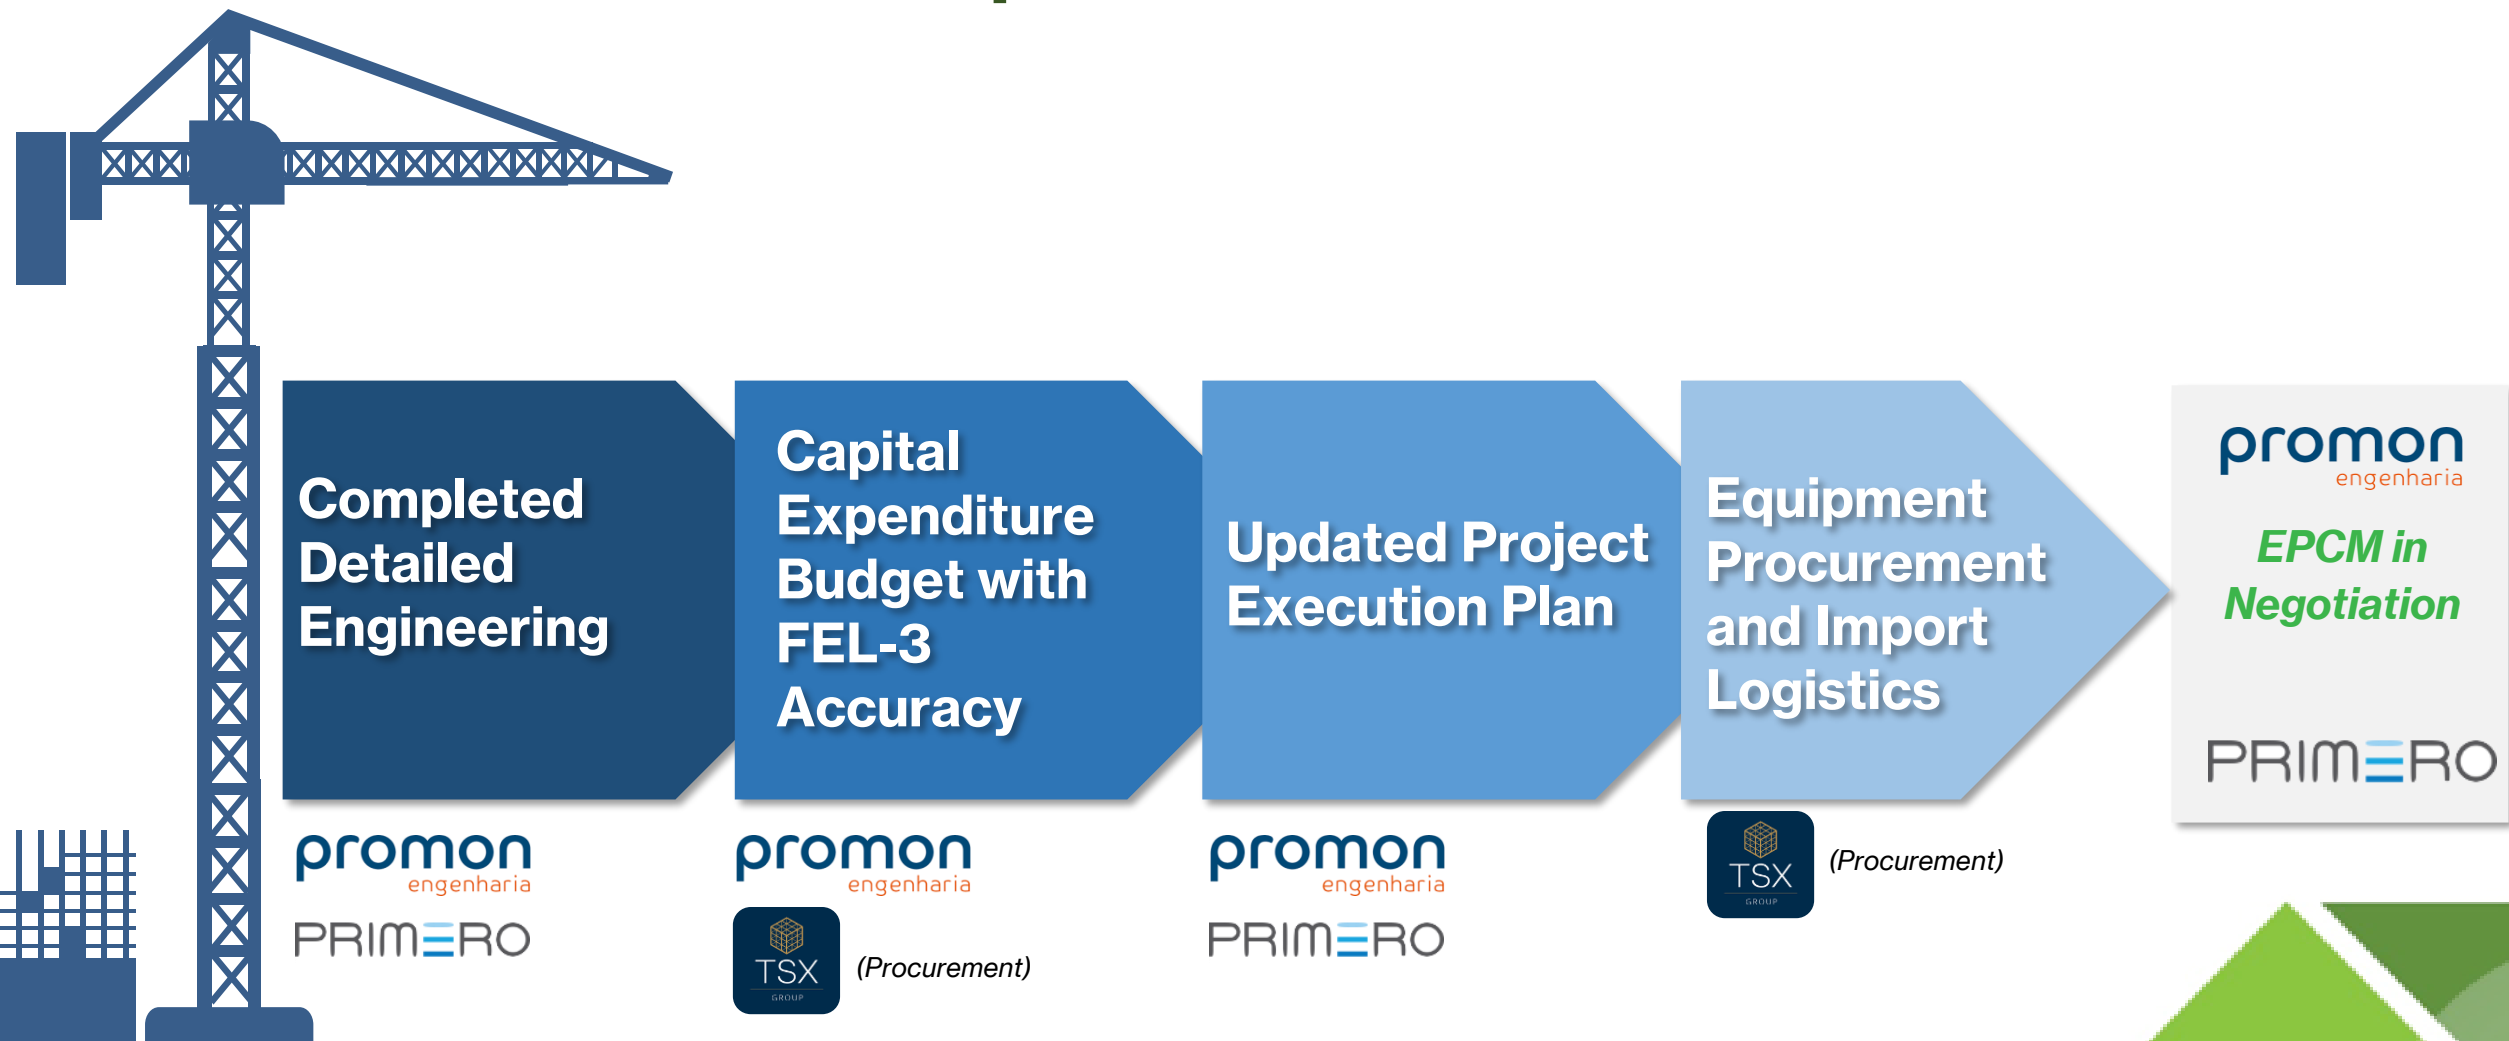 Completed
Detailed
Engineering
Capital
Expenditure
Budget with
FEL-3
Accuracy
Updated Project
Execution Plan
Equipment
Procurement
and Import
Logistics
promon
engenharia
EPCM in
Negotiation
PRIMERO
promon
engenharia
PRIMERO
promon
engenharia
TSX
GROUP
(Procurement)
promon
engenharia
PRIMERO
TSX
GROUP
(Procurement)